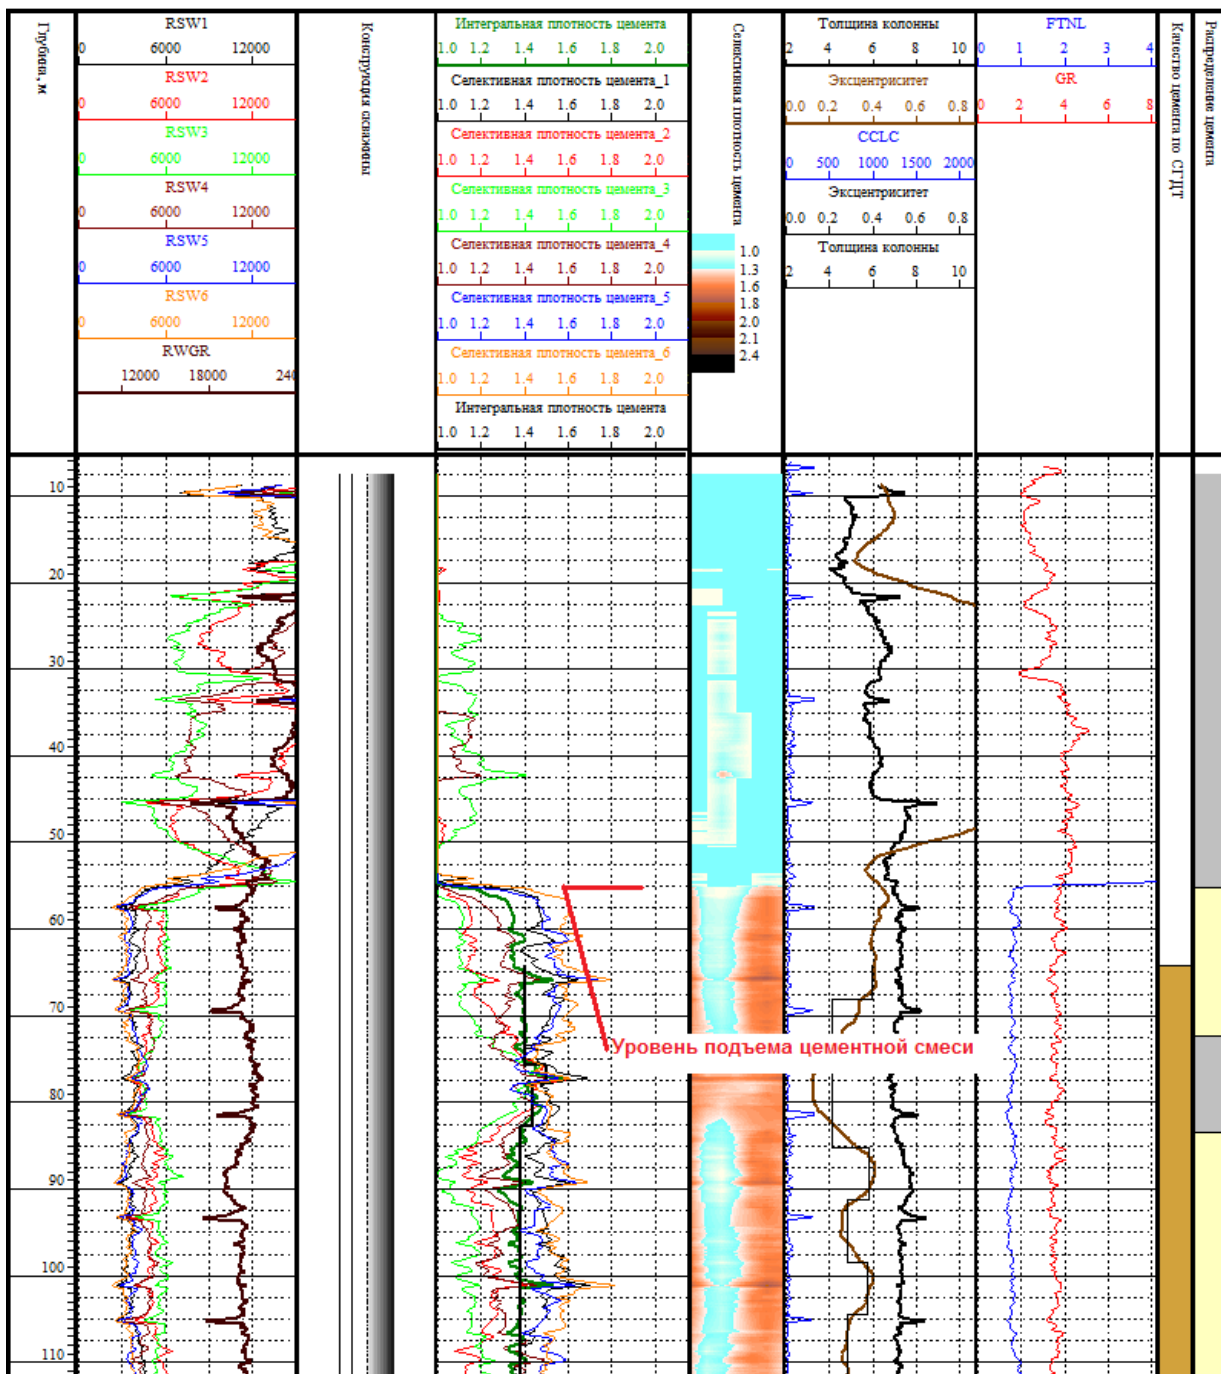 Глубина, м
RSW1
0 6000 12000
RSW2
0 6000 12000
RSW3
0 6000 12000
RSW4
0 6000 12000
RSW5
0 6000 12000
RSW6
0 6000 12000
RWGR
12000 18000 240
Конструкция скважины
Интегральная плотность цемента
1.0 1.2 1.4 1.6 1.8 2.0
Селективная плотность цемента_1
1.0 1.2 1.4 1.6 1.8 2.0
Селективная плотность цемента_2
1.0 1.2 1.4 1.6 1.8 2.0
Селективная плотность цемента_3
1.0 1.2 1.4 1.6 1.8 2.0
Селективная плотность цемента_4
1.0 1.2 1.4 1.6 1.8 2.0
Селективная плотность цемента_5
1.0 1.2 1.4 1.6 1.8 2.0
Селективная плотность цемента_6
1.0 1.2 1.4 1.6 1.8 2.0
Интегральная плотность цемента
1.0 1.2 1.4 1.6 1.8 2.0
Селективная плотность цемента
1.0
1.3
1.6
1.8
2.0
2.1
2.4
Толщина колонны
2 4 6 8 10
Эксцентриситет
0.0 0.2 0.4 0.6 0.8
CCLC
0 500 1000 1500 2000
Эксцентриситет
0.0 0.2 0.4 0.6 0.8
Толщина колонны
2 4 6 8 10
FTNL
0 1 2 3 4
GR
0 2 4 6 8
Качество цемента по СГДТ
Распределение цемента
10
20
30
40
50
60
70
80
90
100
110
Уровень подъема цементной смеси